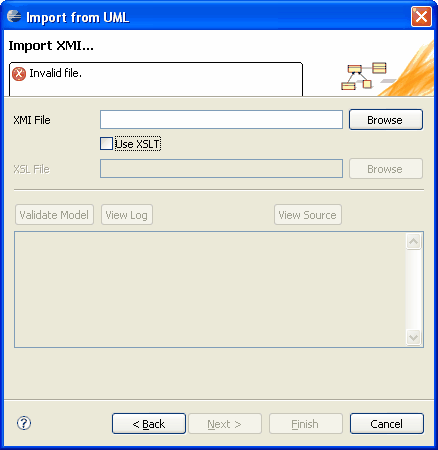 Import from UML
Import XMI...
Invalid file.
XMI File
Browse
Use XSLT
XSL File
Browse
Validate Model
View Log
View Source
?
< Back
Next >
Finish
Cancel